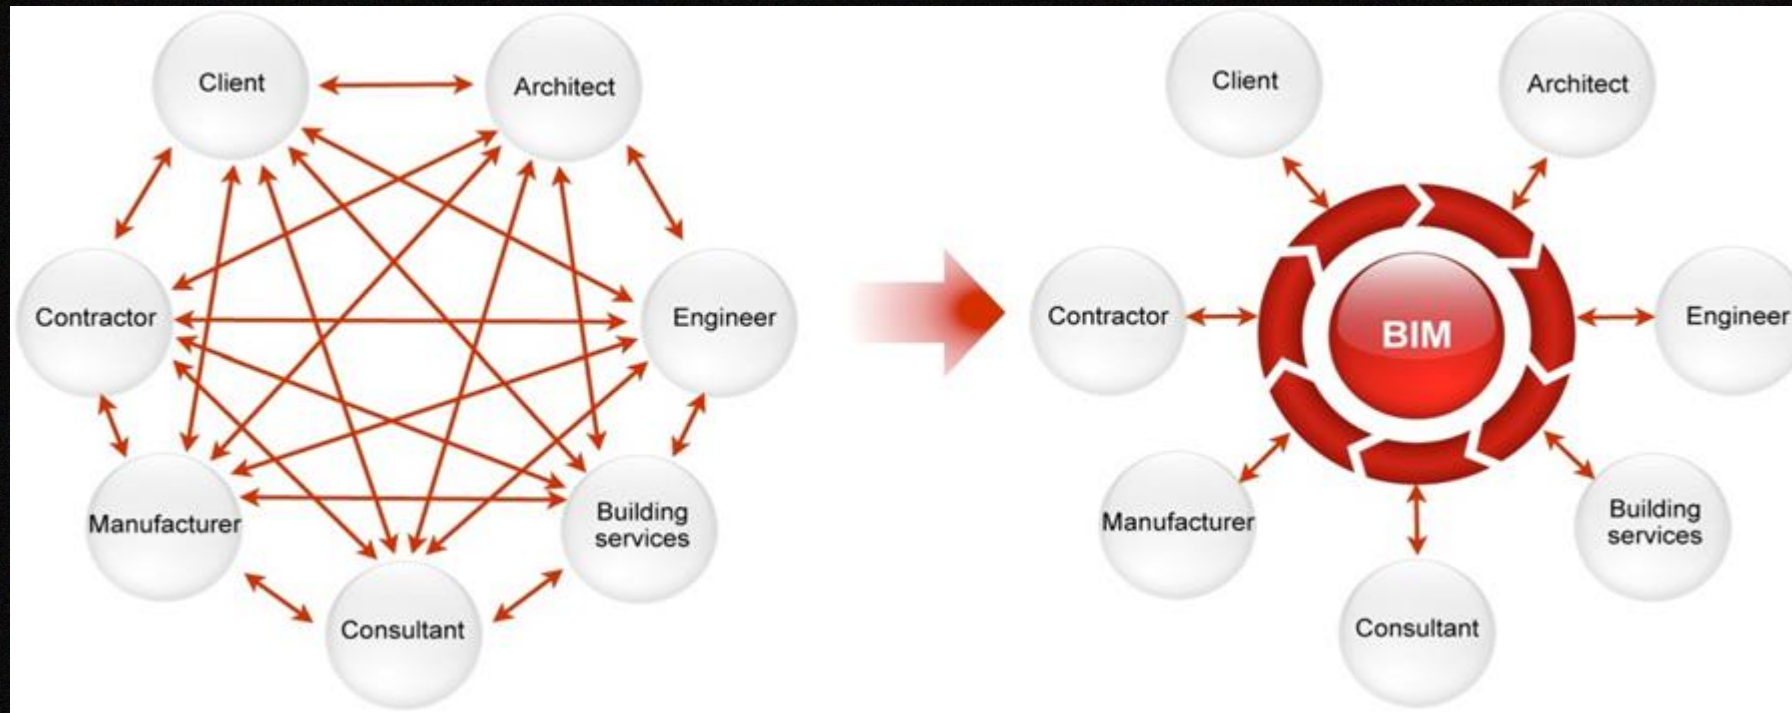 Client
Architect
Contractor
Engineer
Manufacturer
Building
services
Consultant
Client
Architect
Contractor
BIM
Engineer
Manufacturer
Building
services
Consultant